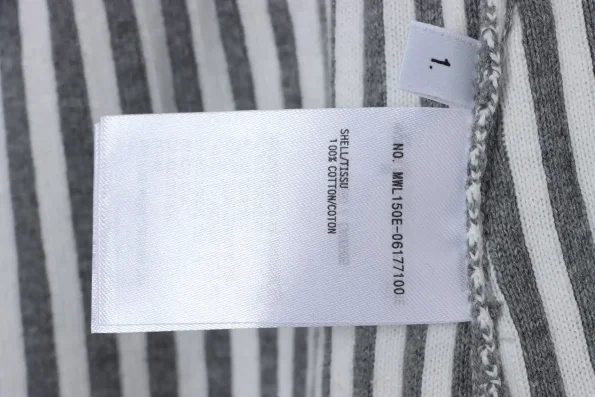 1.
NO. MWL150E-06177100
SHELL/TISSU
100% COTTON/COTON